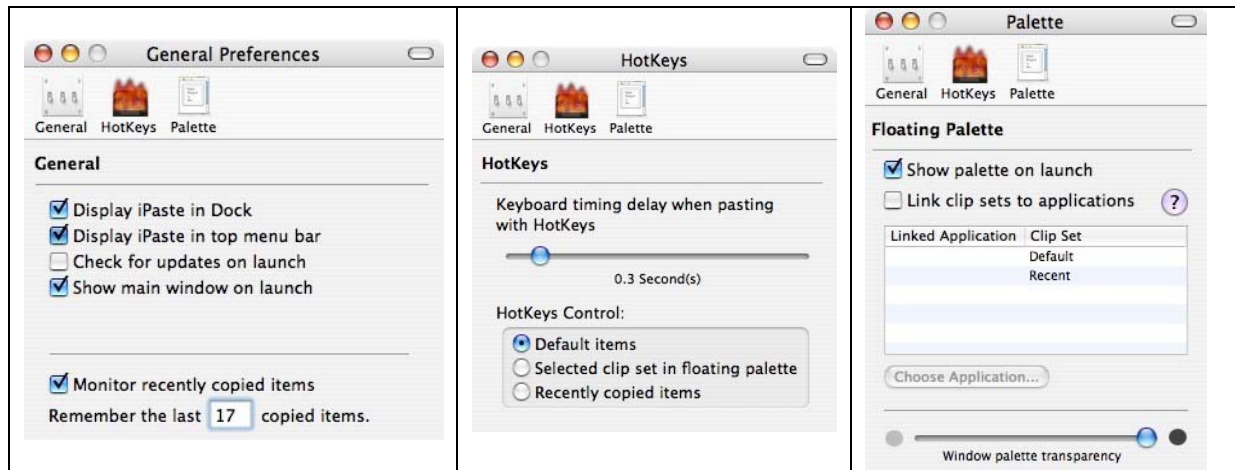 General Preferences
General HotKeys Palette
General
Display iPaste in Dock
Display iPaste in top menu bar
Check for updates on launch
Show main window on launch
Monitor recently copied items
Remember the last 17 copied items.
HotKeys
General HotKeys Palette
HotKeys
Keyboard timing delay when pasting
with HotKeys
0.3 Second(s)
HotKeys Control:
Default items
Selected clip set in floating palette
Recently copied items
Palette
General HotKeys Palette
Floating Palette
Show palette on launch
Link clip sets to applications ?
Linked Application Clip Set
Default
Recent
Choose Application...
Window palette transparency